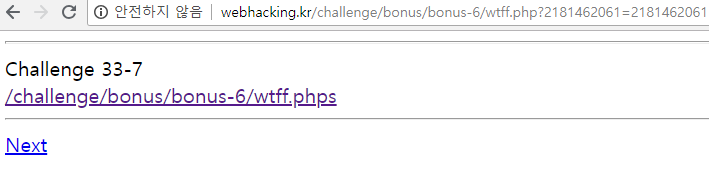 안전하지 않음 webhacking.kr/challenge/bonus/bonus-6/wtff.php?2181462061=2181462061
Challenge 33-7
/challenge/bonus/bonus-6/wtff.phps
Next